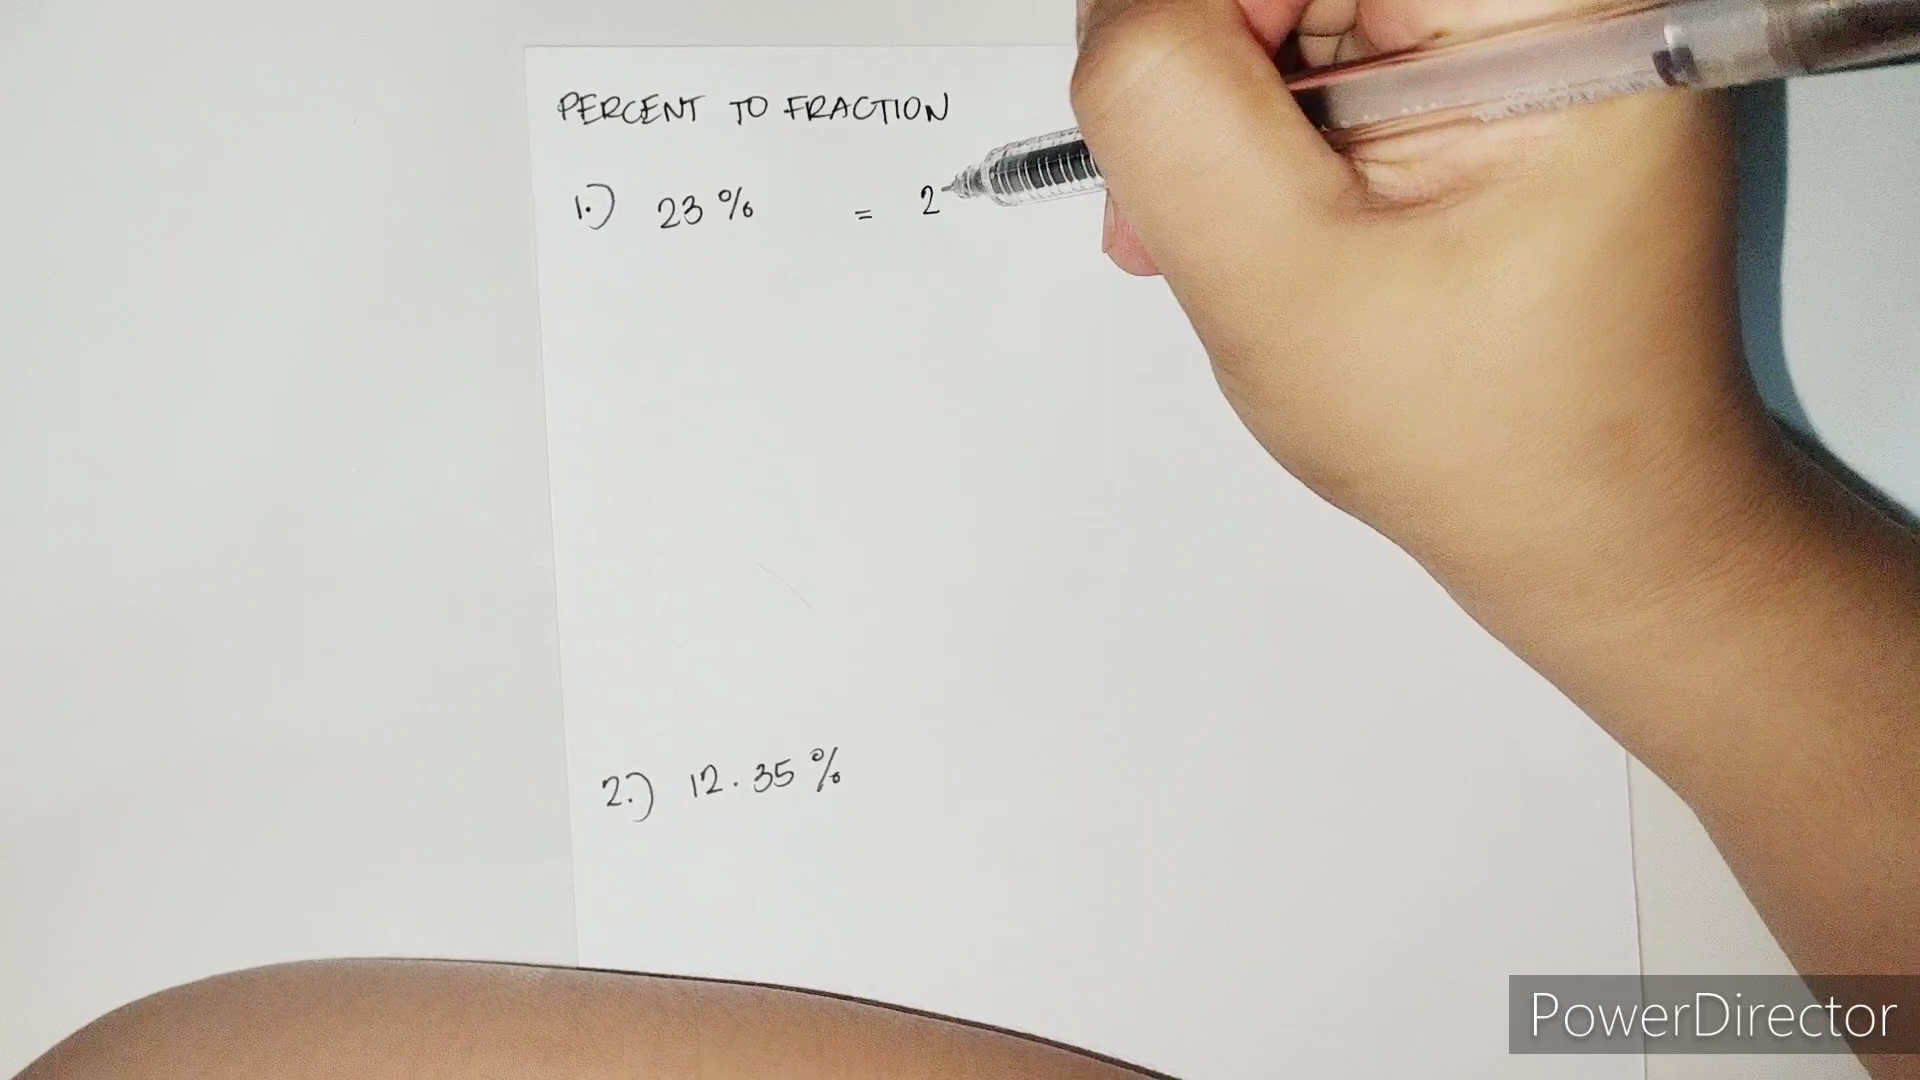 PERCENT TO FRACTION
1.) 23 % = 2
2.) 12.35 %
PowerDirector